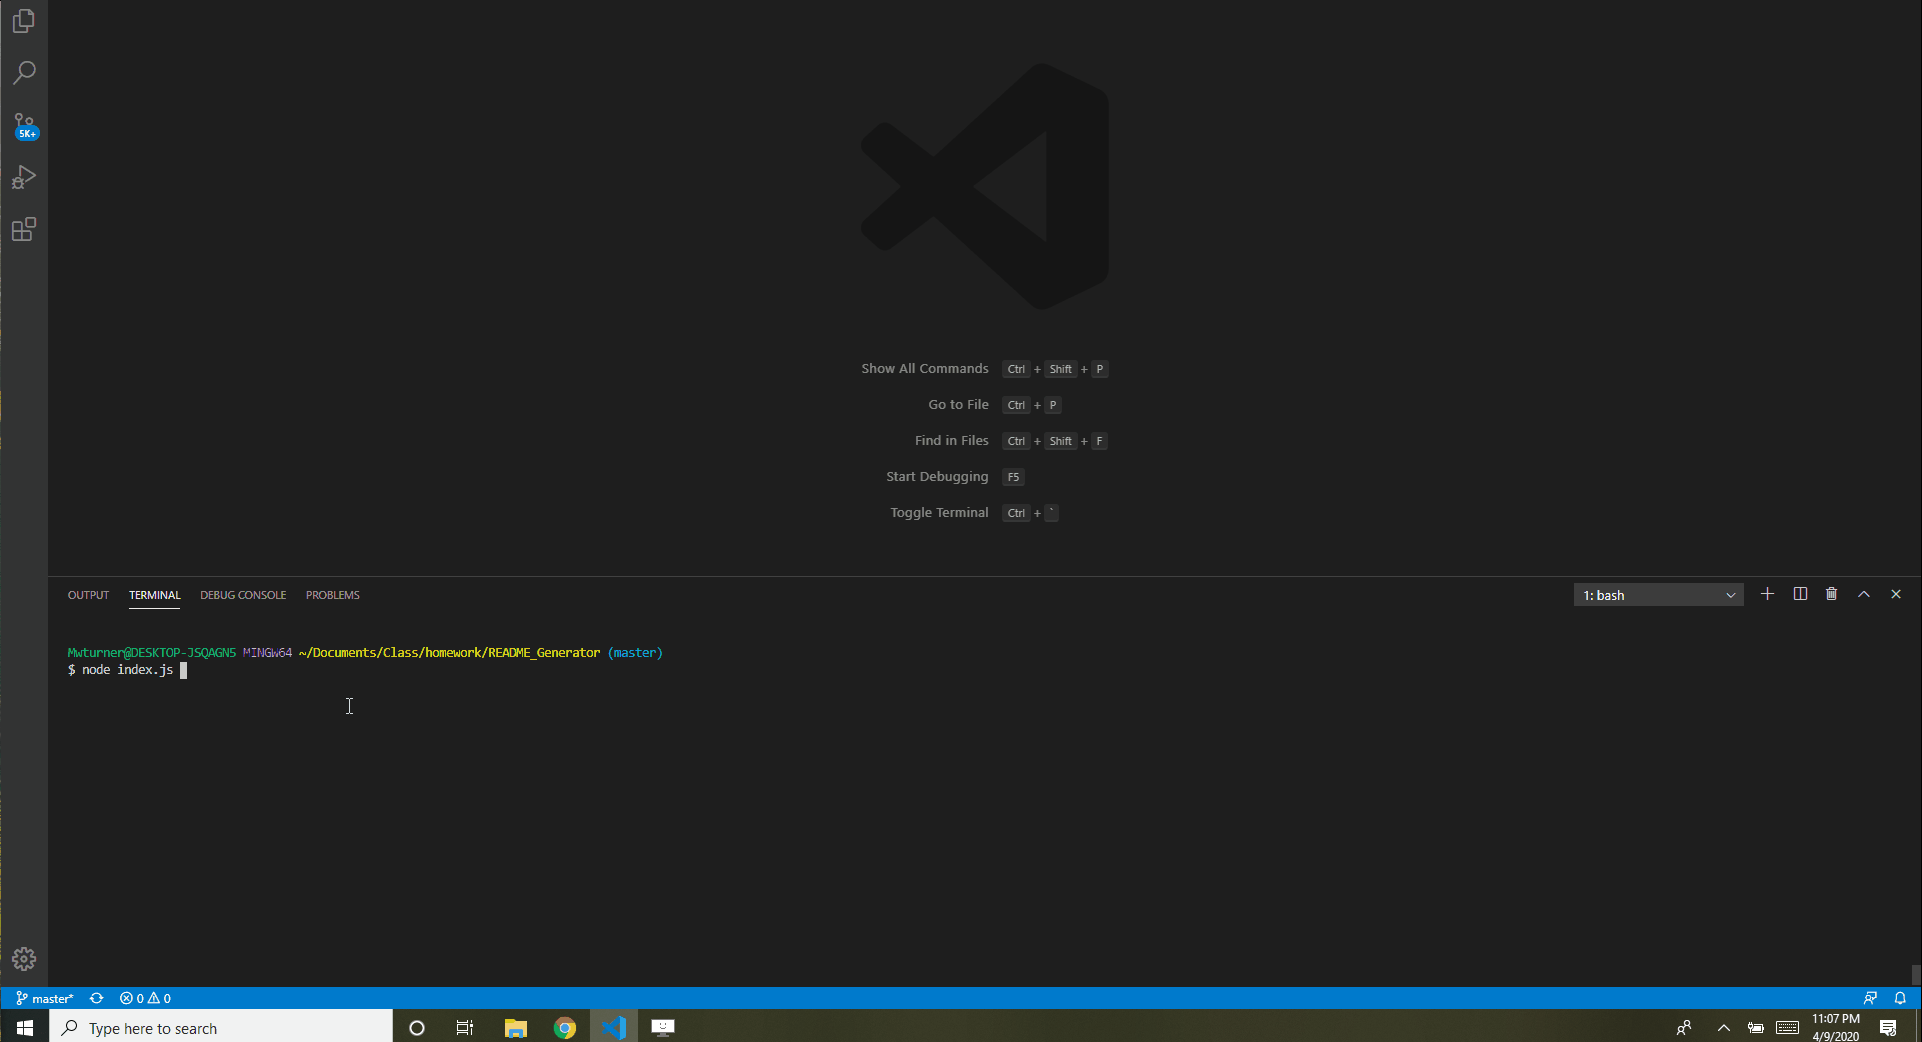 5K+
Show All Commands Ctrl + Shift + P
Go to File Ctrl + P
Find in Files Ctrl + Shift + F
Start Debugging F5
Toggle Terminal Ctrl + `
OUTPUT TERMINAL DEBUG CONSOLE PROBLEMS 1: bash
Mwturner@DESKTOP-JSQAGN5 MINGW64 ~/Documents/Class/homework/README_Generator (master)
$ node index.js
master* 0 0
Type here to search 11:07 PM
4/9/2020